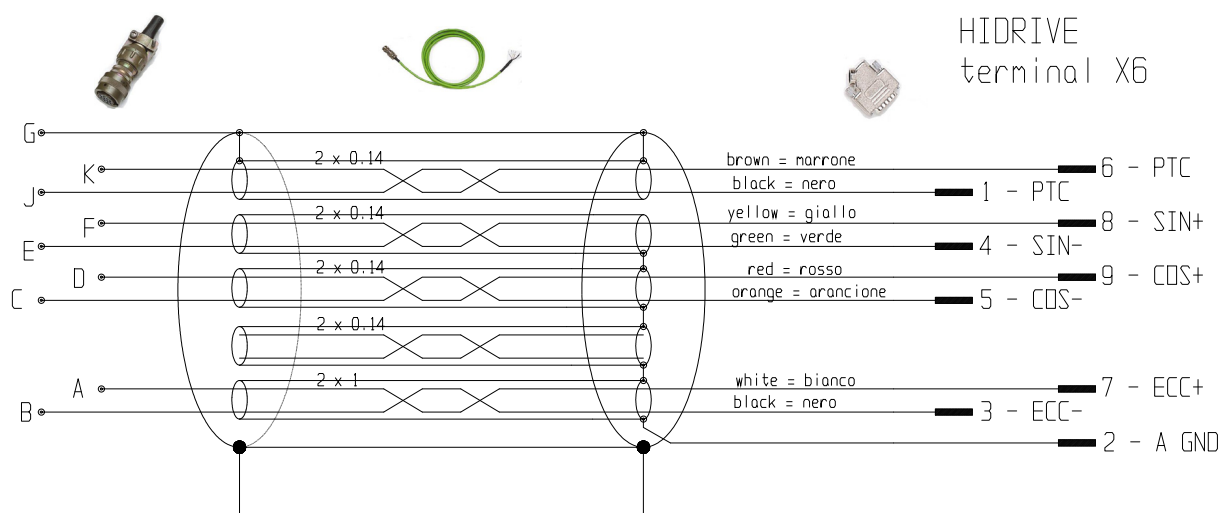 HIDRIVE
terminal X6
G
K 2 x 0.14 brown = marrone 6 - PTC
J black = nero 1 - PTC
F 2 x 0.14 yellow = giallo 8 - SIN+
E green = verde 4 - SIN-
D 2 x 0.14 red = rosso 9 - COS+
C orange = arancione 5 - COS-
2 x 0.14
A 2 x 1 white = bianco 7 - ECC+
B black = nero 3 - ECC-
2 - A GND